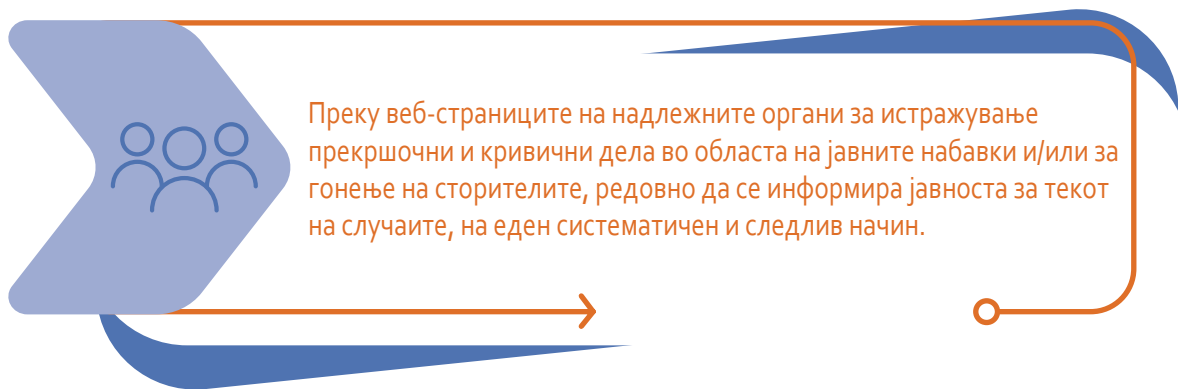 Преку веб-страниците на надлежните органи за истражување
прекршочни и кривични дела во областа на јавните набавки и/или за
гонење на сторителите, редовно да се информира јавноста за текот
на случаите, на еден систематичен и следлив начин.